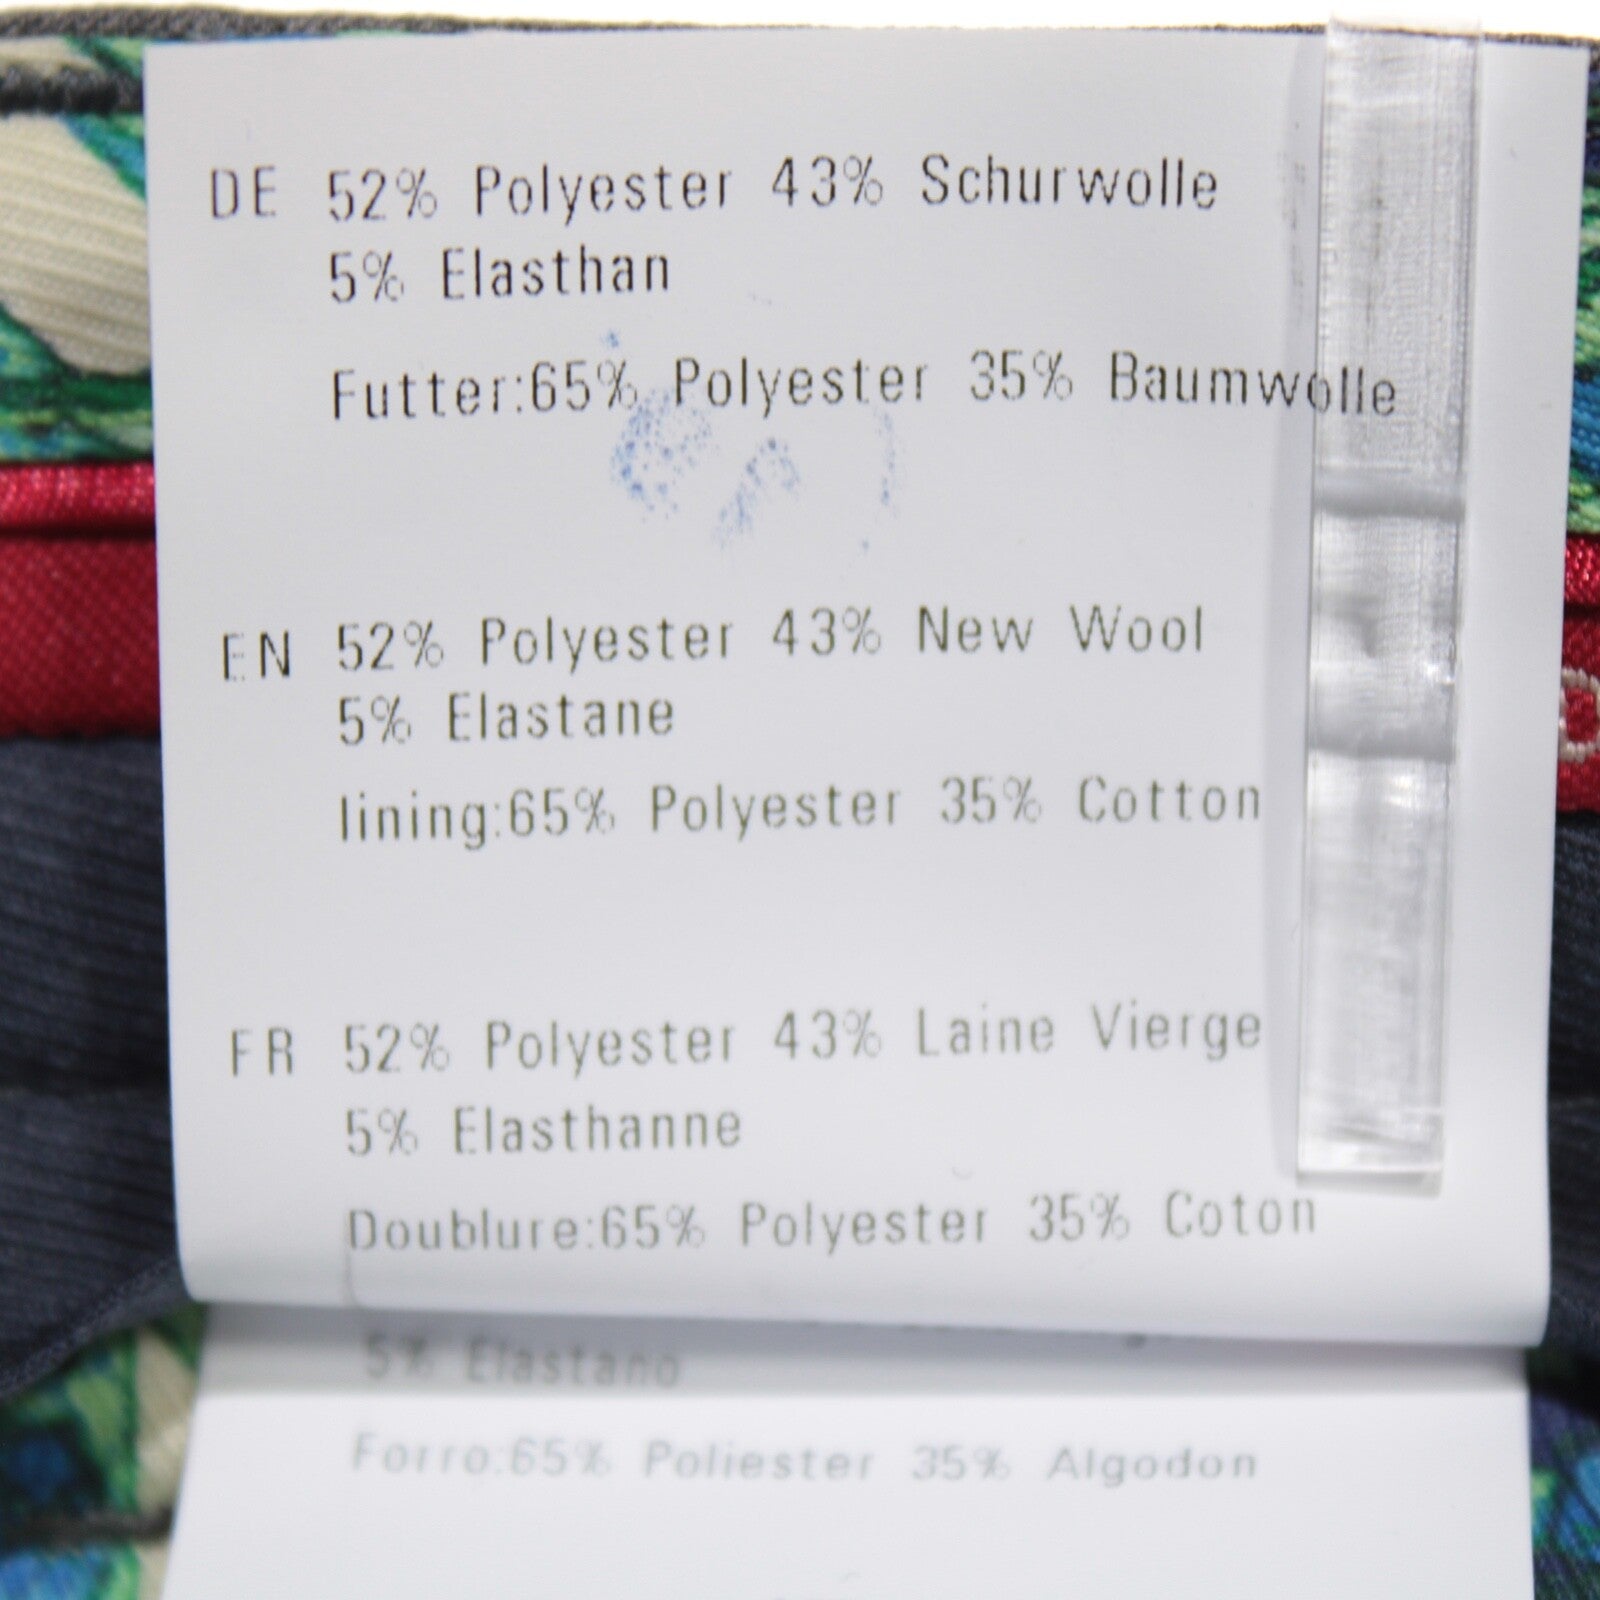 DE 52% Polyester 43% Schurwolle
5% Elasthan
Futter:65% Polyester 35% Baumwolle
EN 52% Polyester 43% New Wool
5% Elastane
lining:65% Polyester 35% Cotton
FR 52% Polyester 43% Laine Vierge
5% Elasthanne
Doublure:65% Polyester 35% Coton
5% Elastano
Forro:65% Poliester 35% Algodon